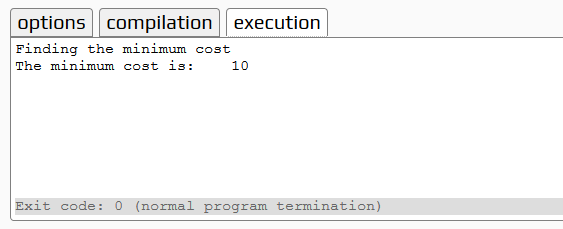 options compilation execution
Finding the minimum cost
The minimum cost is:    10
Exit code: 0 (normal program termination)